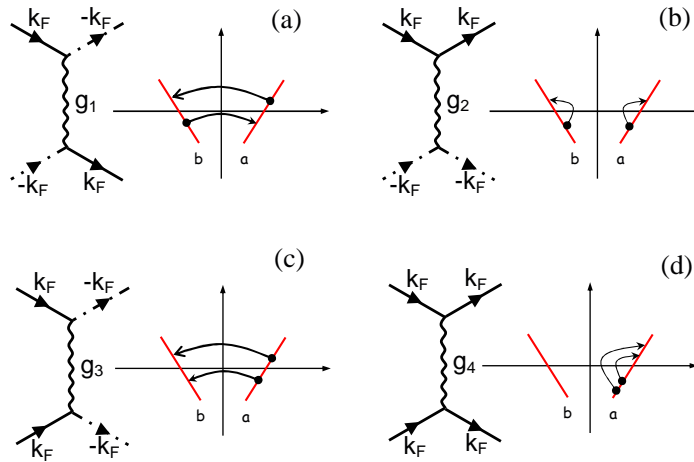 k_F -k_F (a)
g_1
b a
-k_F k_F
k_F k_F (b)
g_2
b a
-k_F -k_F
k_F -k_F (c)
g_3
b a
k_F -k_F
k_F k_F (d)
g_4
b a
k_F k_F